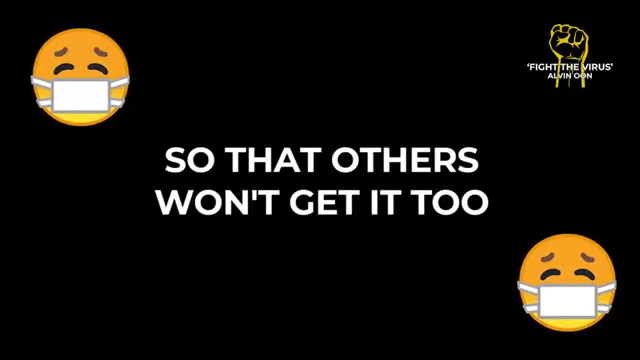 'FIGHT THE VIRUS'
ALVIN OON
SO THAT OTHERS
WON'T GET IT TOO